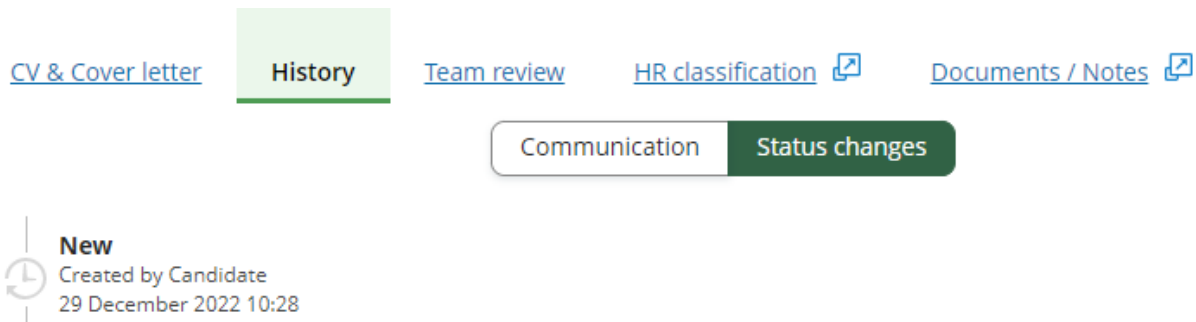 CV & Cover letter History Team review HR classification Documents / Notes
Communication Status changes
New
Created by Candidate
29 December 2022 10:28